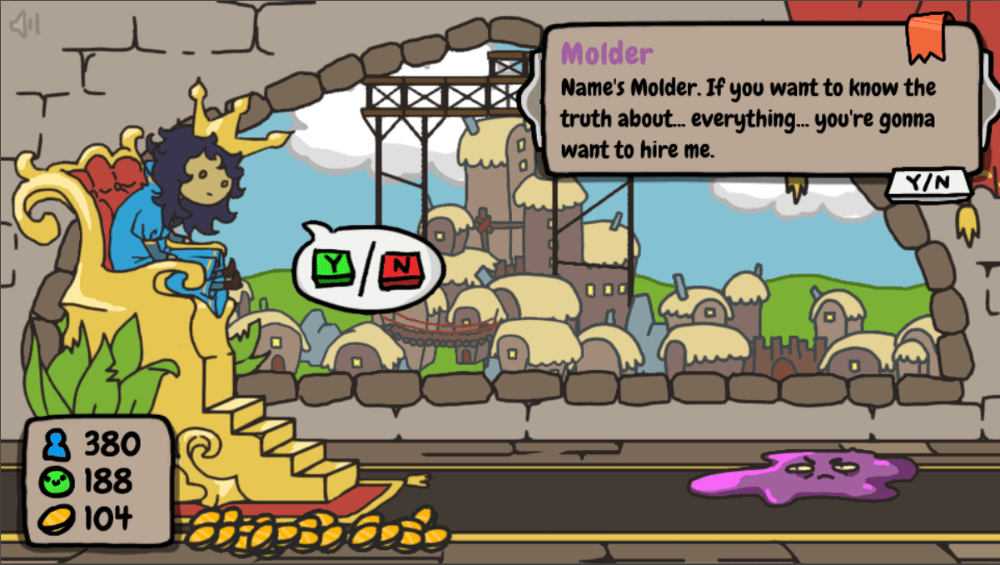 Molder
Name's Molder. If you want to know the
truth about... everything... you're gonna
want to hire me.
Y/N
Y/N
380
188
104